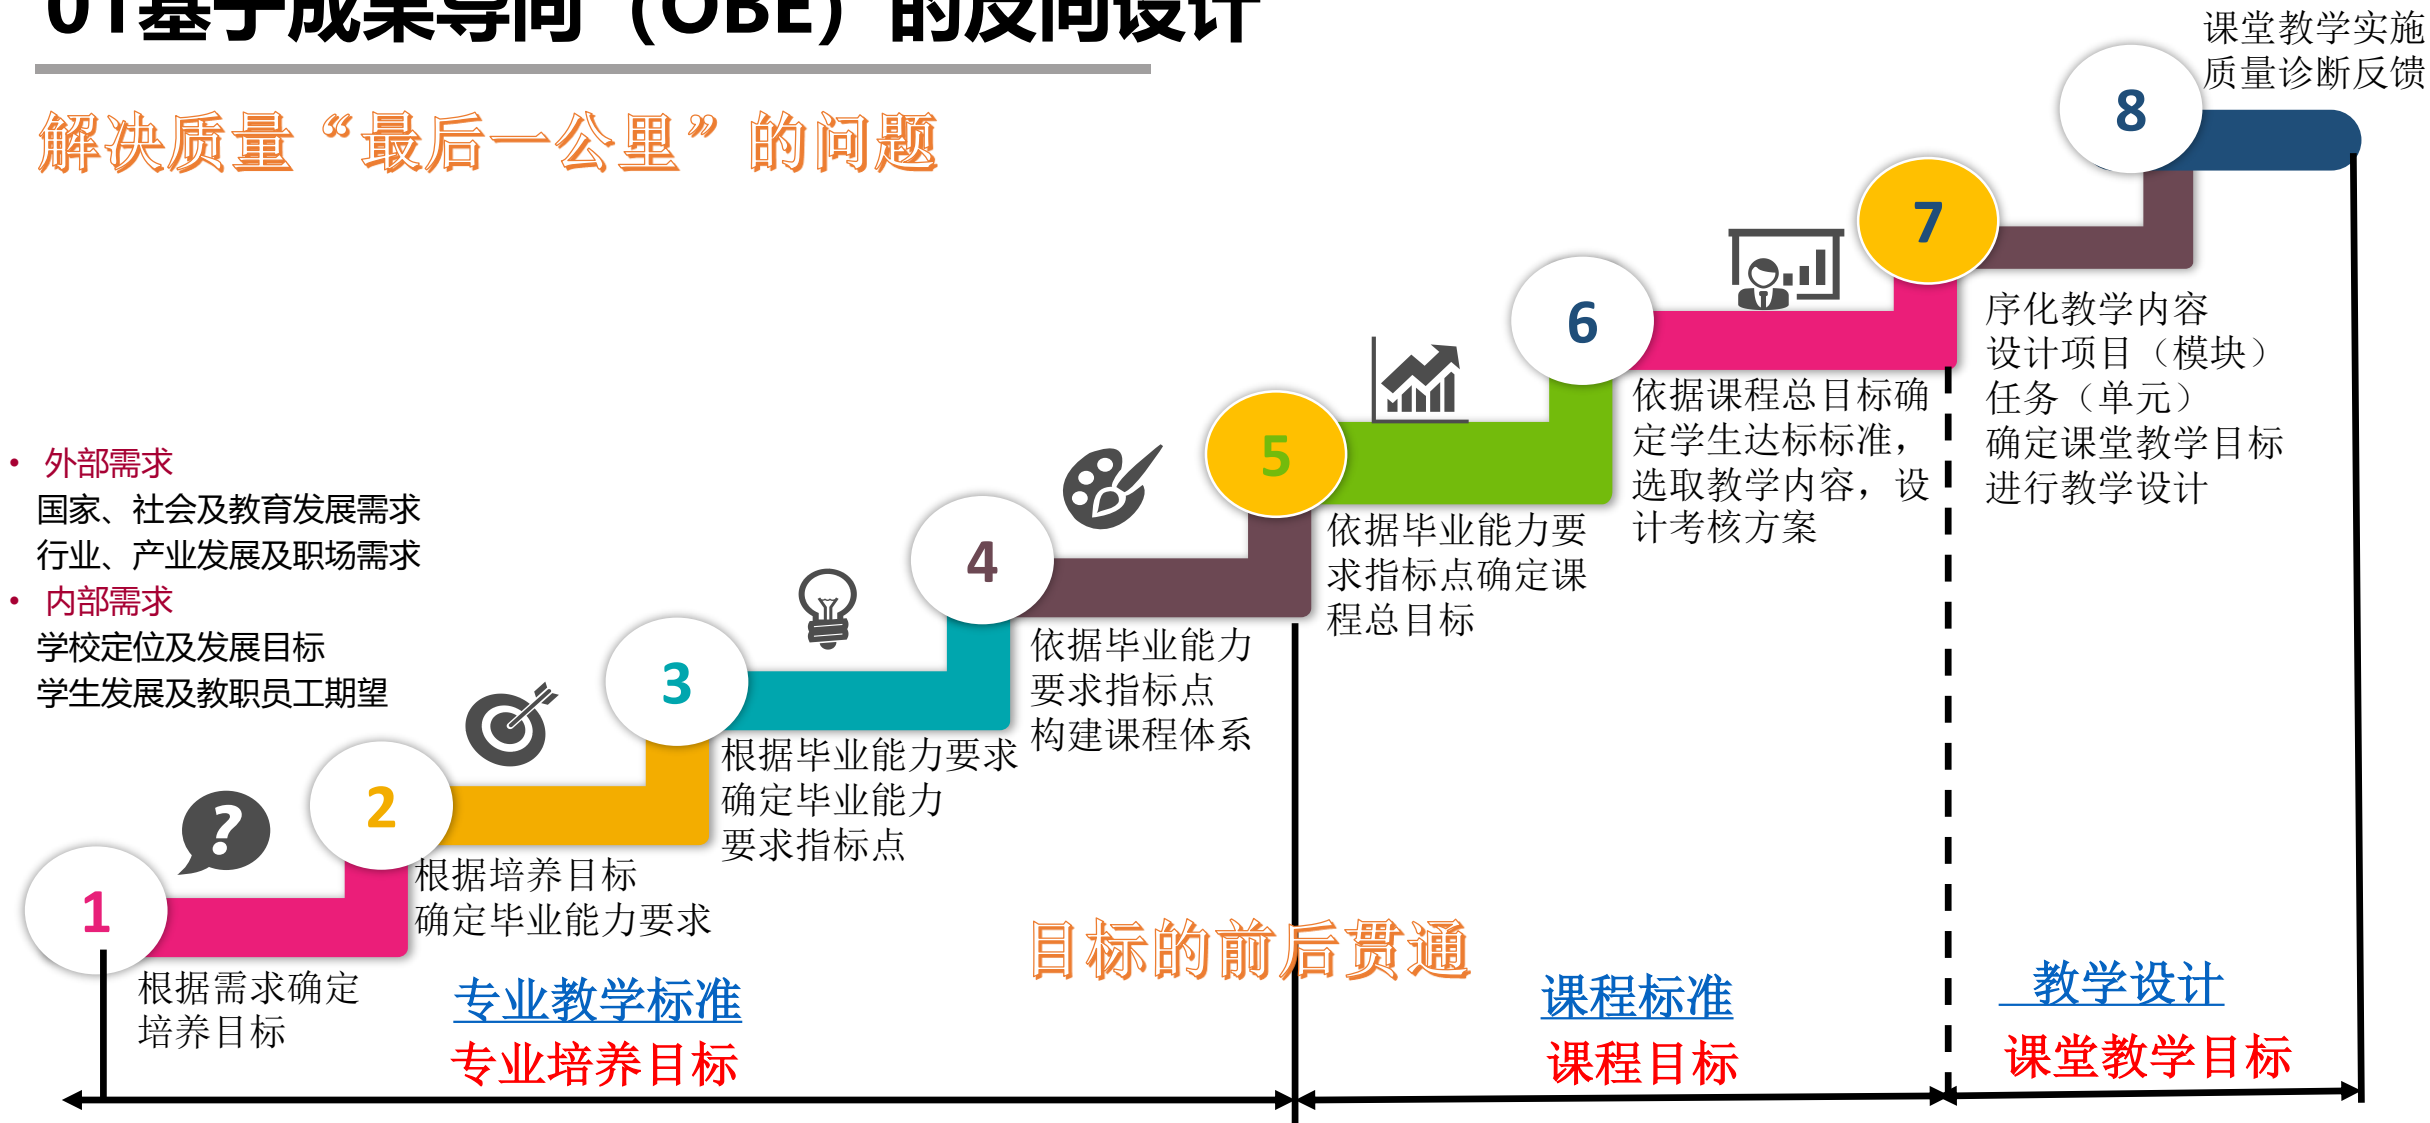 01基于成果导向（OBE）的反向设计
解决质量“最后一公里”的问题
• 外部需求
国家、社会及教育发展需求
行业、产业发展及职场需求
• 内部需求
学校定位及发展目标
学生发展及教职员工期望
1
根据需求确定
培养目标
2
根据培养目标
确定毕业能力要求
3
根据毕业能力要求
确定毕业能力
要求指标点
4
依据毕业能力
要求指标点
构建课程体系
5
依据毕业能力要
求指标点确定课
程总目标
6
依据课程总目标确
定学生达标标准，
选取教学内容，设
计考核方案
7
序化教学内容
设计项目（模块）
任务（单元）
确定课堂教学目标
进行教学设计
8
课堂教学实施
质量诊断反馈
目标的前后贯通
专业教学标准
专业培养目标
课程标准
课程目标
教学设计
课堂教学目标